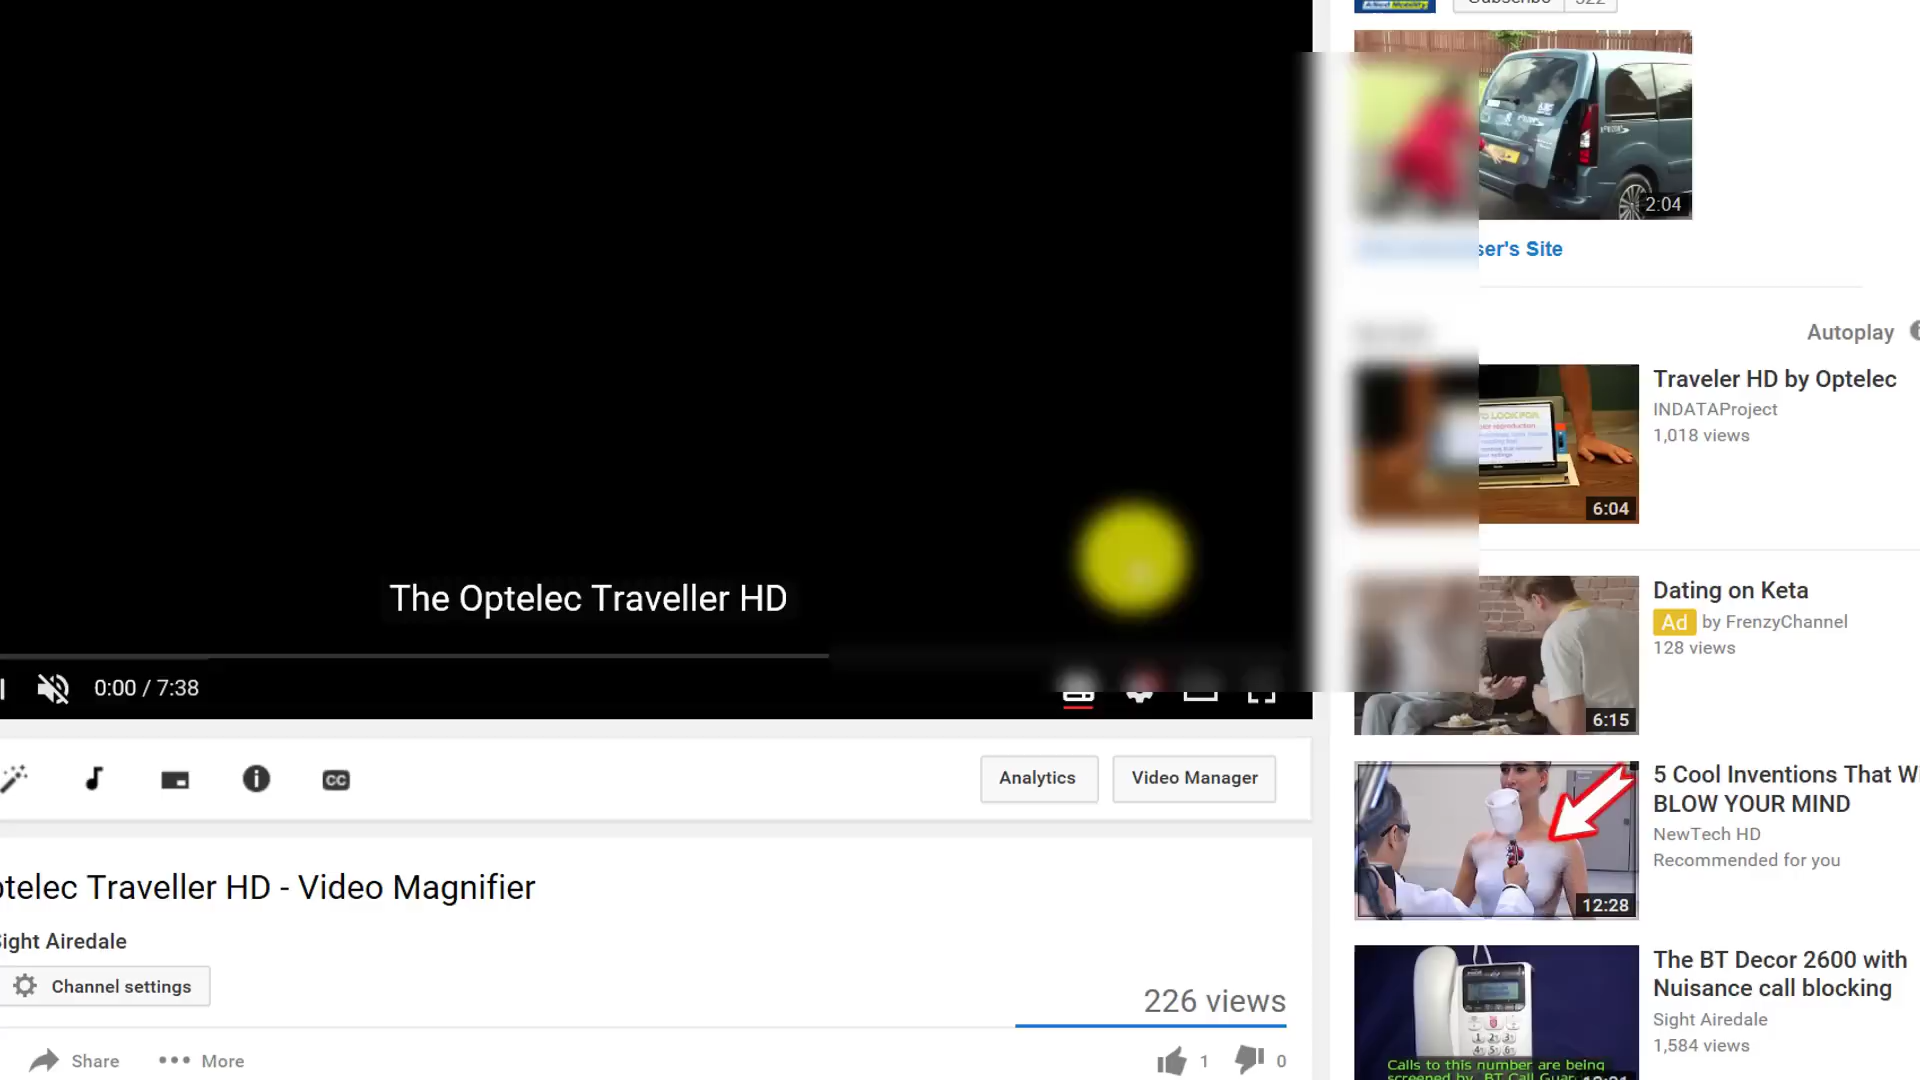 2:04
ser's Site
Autoplay
Traveler HD by Optelec
INDATAProject
1,018 views
6:04
The Optelec Traveller HD
0:00 / 7:38
Dating on Keta
Ad by FrenzyChannel
128 views
6:15
CC
Analytics
Video Manager
5 Cool Inventions That W
BLOW YOUR MIND
NewTech HD
Recommended for you
12:28
telec Traveller HD - Video Magnifier
ight Airedale
Channel settings
226 views
Share
More
1
0
The BT Decor 2600 with
Nuisance call blocking
Sight Airedale
1,584 views
Calls to this number are being